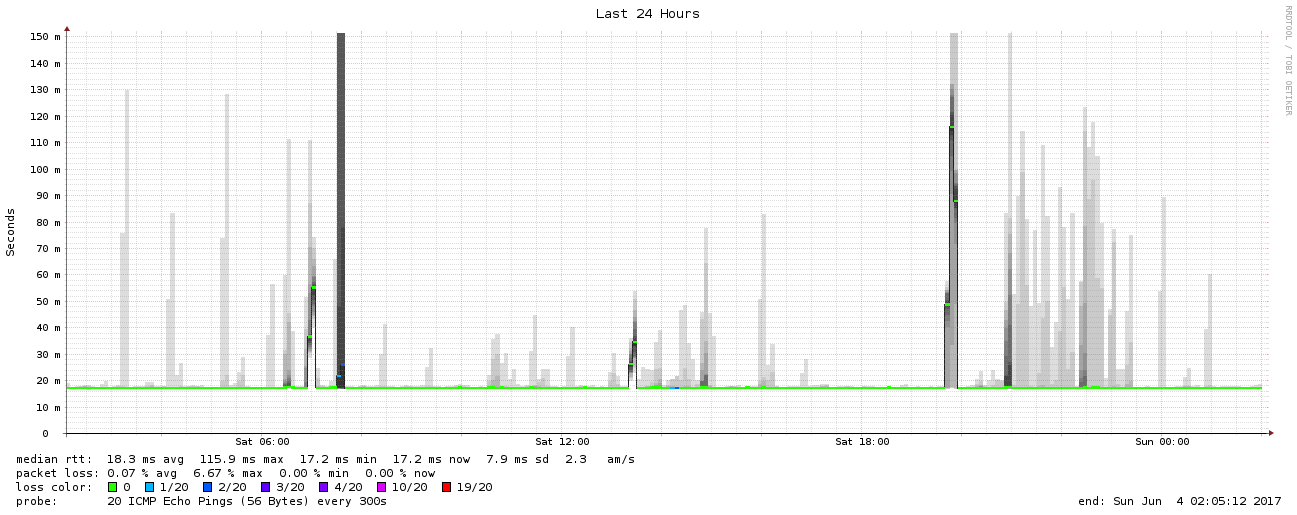 Last 24 Hours
RRDTOOL / TOBI OETIKER
Seconds
150 m
140 m
130 m
120 m
110 m
100 m
90 m
80 m
70 m
60 m
50 m
40 m
30 m
20 m
10 m
0
Sat 06:00 Sat 12:00 Sat 18:00 Sun 00:00
median rtt: 18.3 ms avg 115.9 ms max 17.2 ms min 17.2 ms now 7.9 ms sd 2.3 am/s
packet loss: 0.07 % avg 6.67 % max 0.00 % min 0.00 % now
loss color: 0 1/20 2/20 3/20 4/20 10/20 19/20
probe: 20 ICMP Echo Pings (56 Bytes) every 300s end: Sun Jun 4 02:05:12 2017